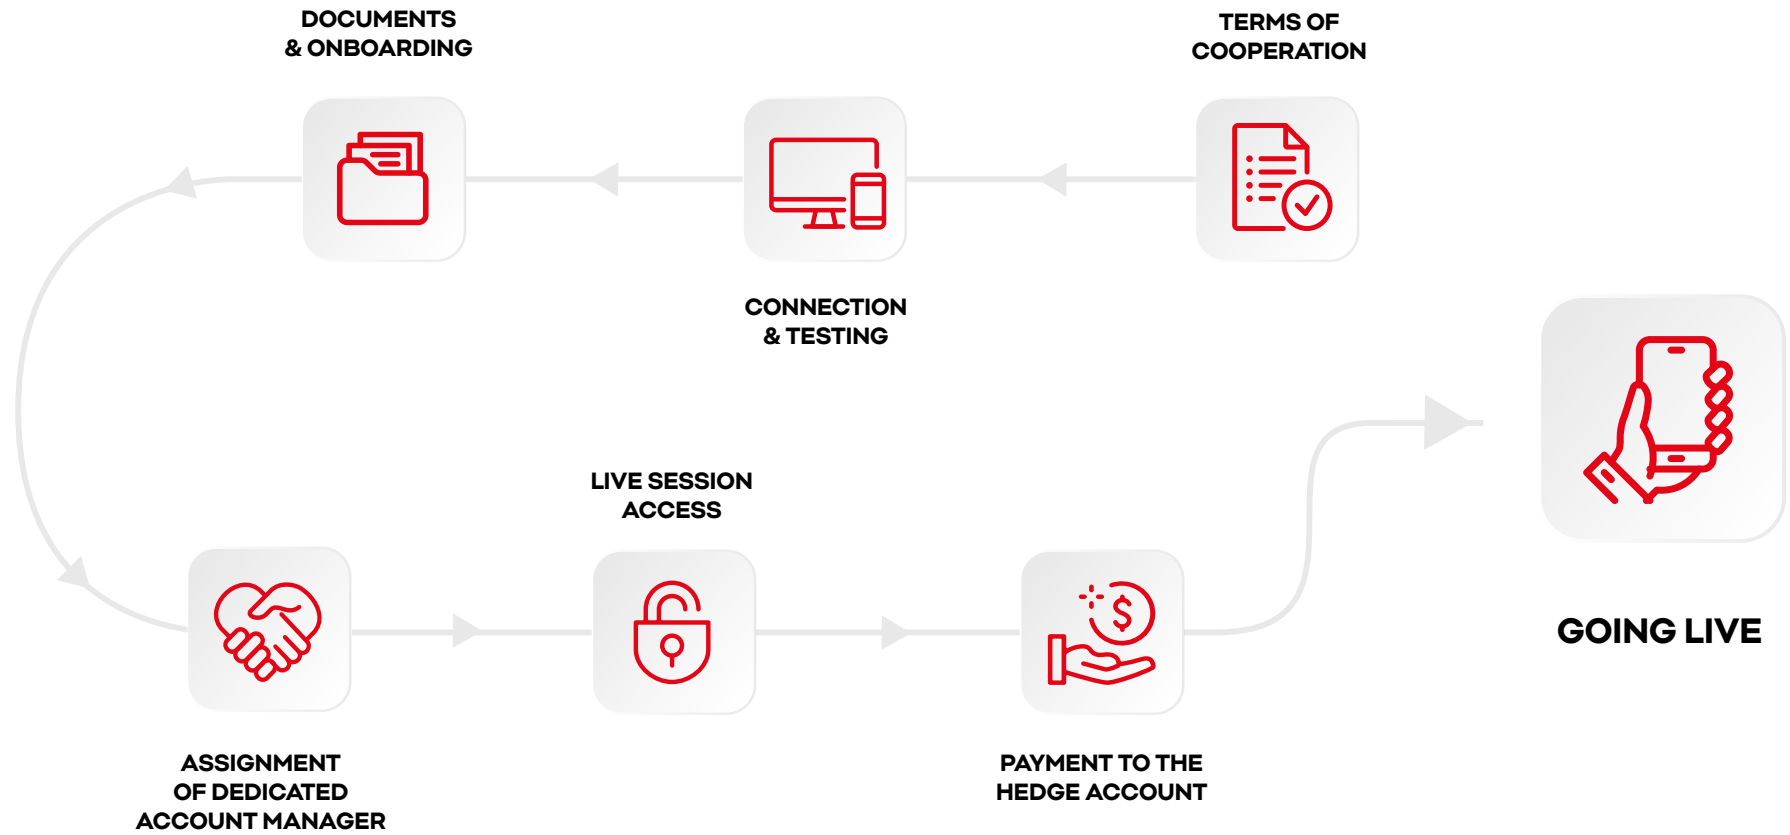 DOCUMENTS
& ONBOARDING
TERMS OF
COOPERATION
CONNECTION
& TESTING
LIVE SESSION
ACCESS
GOING LIVE
ASSIGNMENT
OF DEDICATED
ACCOUNT MANAGER
PAYMENT TO THE
HEDGE ACCOUNT
$